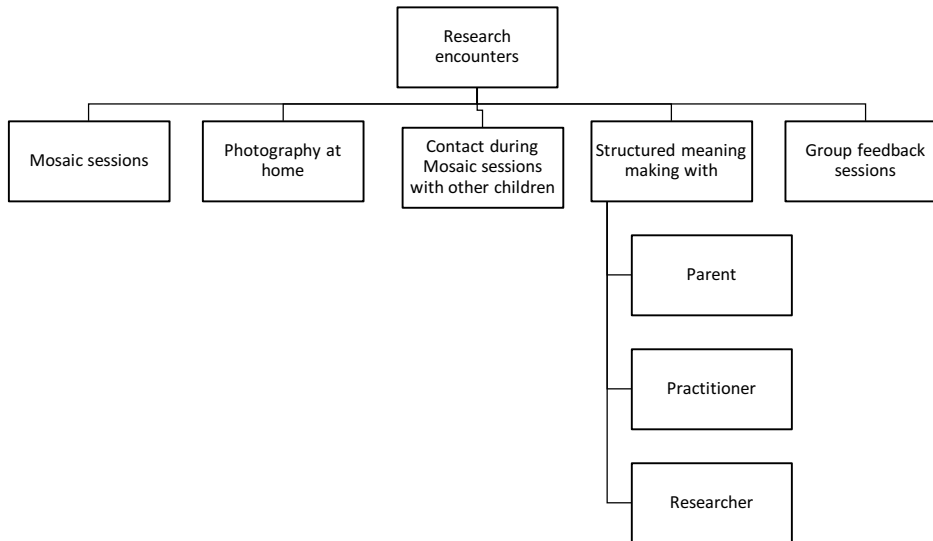 Research
encounters
Mosaic sessions
Photography at
home
Contact during
Mosaic sessions
with other children
Structured meaning
making with
Group feedback
sessions
Parent
Practitioner
Researcher